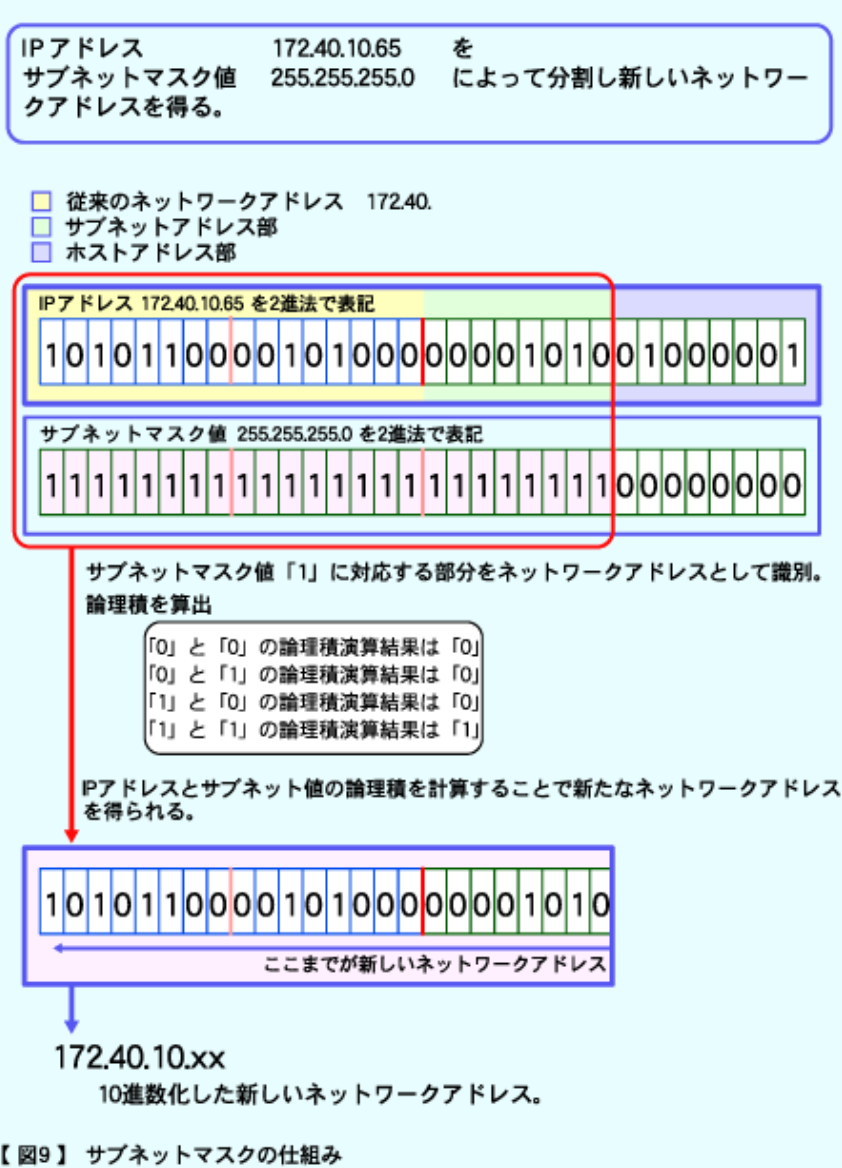 IPアドレス 172.40.10.65 を
サブネットマスク値 255.255.255.0 によって分割し新しいネットワー
クアドレスを得る。
従来のネットワークアドレス 172.40.
サブネットアドレス部
ホストアドレス部
IPアドレス 172.40.10.65 を2進法で表記
10101100001010000000101001000001
サブネットマスク値 255.255.255.0 を2進法で表記
11111111111111111111111100000000
サブネットマスク値「1」に対応する部分をネットワークアドレスとして識別。
論理積を算出
「0」と「0」の論理積演算結果は「0」
「0」と「1」の論理積演算結果は「0」
「1」と「0」の論理積演算結果は「0」
「1」と「1」の論理積演算結果は「1」
IPアドレスとサブネット値の論理積を計算することで新たなネットワークアドレス
を得られる。
101011000010100000001010
ここまでが新しいネットワークアドレス
172.40.10.xx
10進数化した新しいネットワークアドレス。
【図9】 サブネットマスクの仕組み